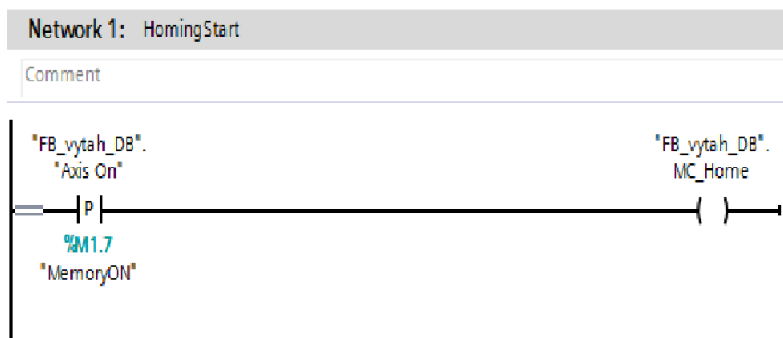 Network 1: HomingStart
Comment
"FB_vytah_DB".
"Axis On"
P
%M1.7
"MemoryON"
"FB_vytah_DB".
MC_Home